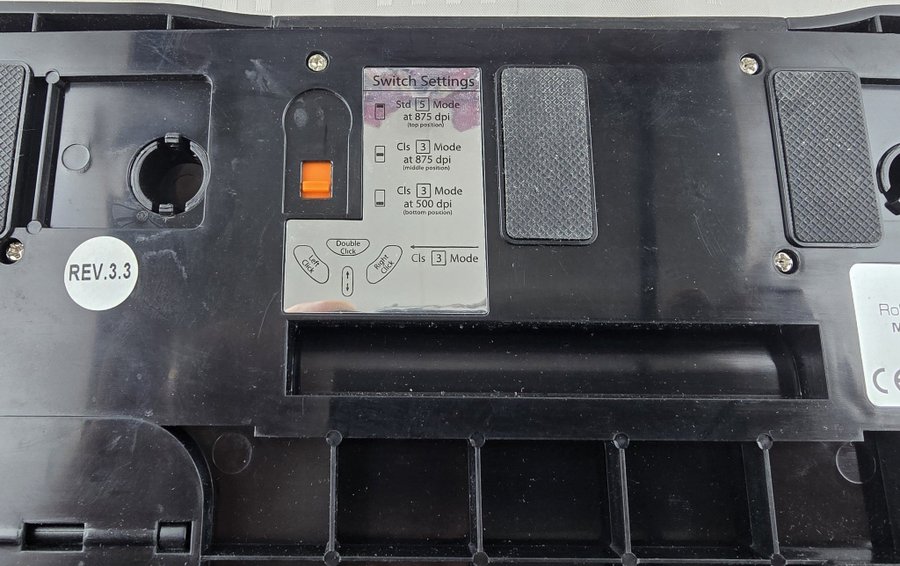 Switch Settings
Std 5 Mode
at 875 dpi
(top position)
Cls 3 Mode
at 875 dpi
(middle position)
Cls 3 Mode
at 500 dpi
(bottom position)
Double
Click
Left
Click
Right
Click
Cls 3 Mode
REV.3.3
Rol
M
CE